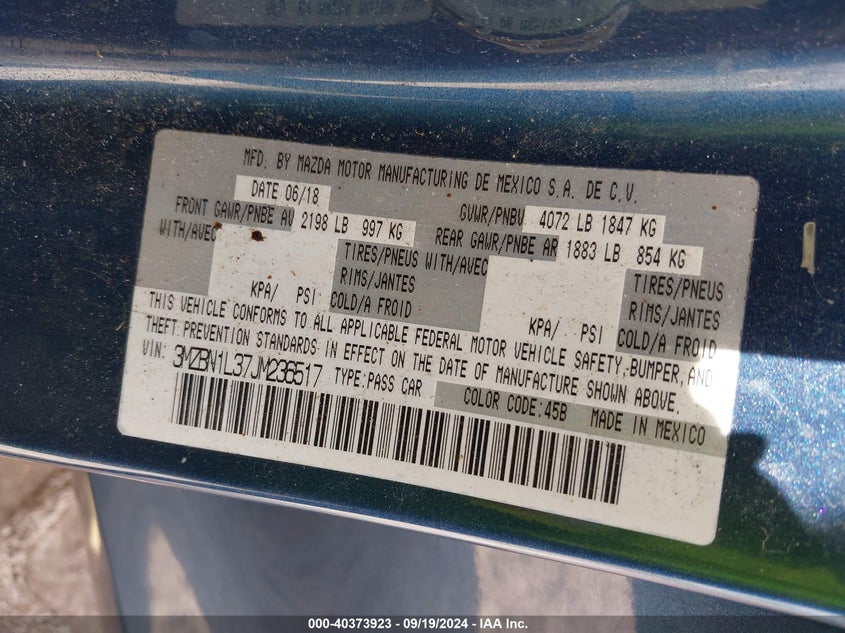 MFD. BY MAZDA MOTOR MANUFACTURING DE MEXICO S.A. DE C.V.
DATE 06/18
GVWR/PNBV 4072 LB 1847 KG
FRONT GAWR/PNBE AV 2198 LB 997 KG
REAR GAWR/PNBE AR 1883 LB 854 KG
WITH/AVEC TIRES/PNEUS WITH/AVEC TIRES/PNEUS
RIMS/JANTES RIMS/JANTES
KPA/ PSI COLD/A FROID KPA/ PSI COLD/A FROID
THIS VEHICLE CONFORMS TO ALL APPLICABLE FEDERAL MOTOR VEHICLE SAFETY, BUMPER, AND
THEFT PREVENTION STANDARDS IN EFFECT ON THE DATE OF MANUFACTURE SHOWN ABOVE.
VIN: 3MZBN1L37JM236517 TYPE:PASS CAR
COLOR CODE:45B MADE IN MEXICO
000-40373923 - 09/19/2024 - IAA Inc.